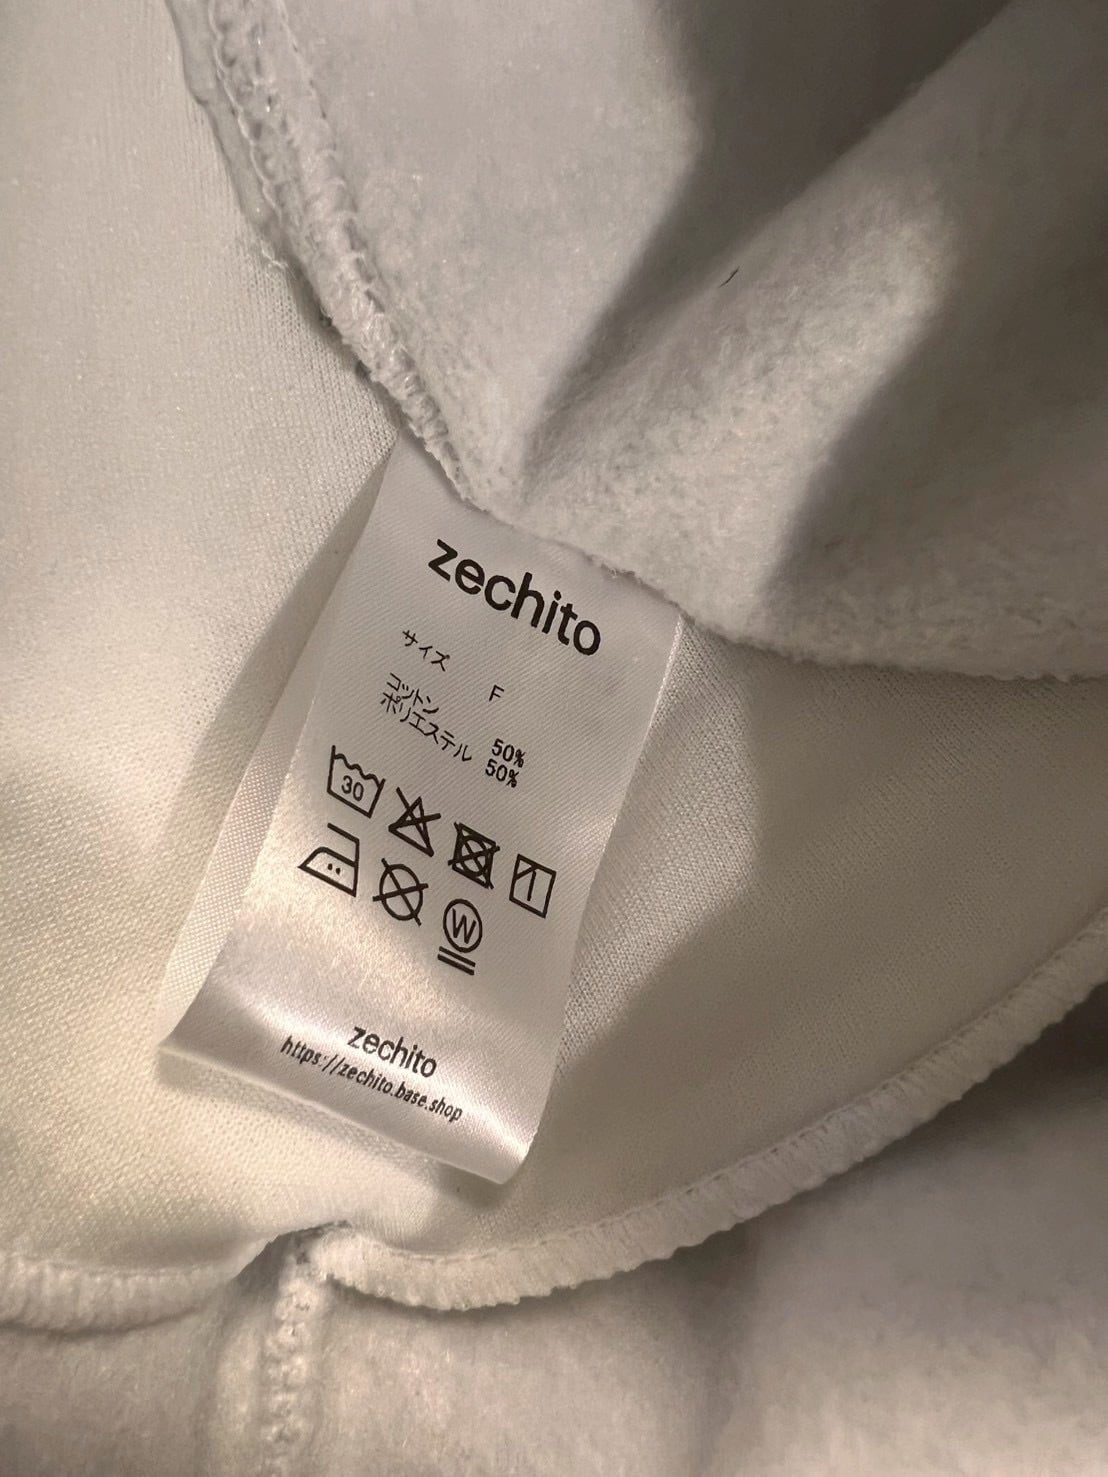 zechito
サイズ F
コットン 50%
ポリエステル 50%
30
W
zechito
https://zechito.base.shop